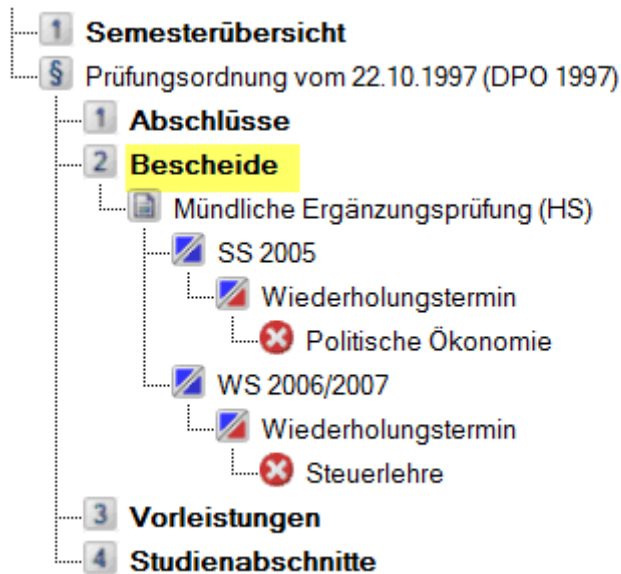 1 Semesterübersicht
§ Prüfungsordnung vom 22.10.1997 (DPO 1997)
1 Abschlüsse
2 Bescheide
Mündliche Ergänzungsprüfung (HS)
SS 2005
Wiederholungstermin
Politische Ökonomie
WS 2006/2007
Wiederholungstermin
Steuerlehre
3 Vorleistungen
4 Studienabschnitte